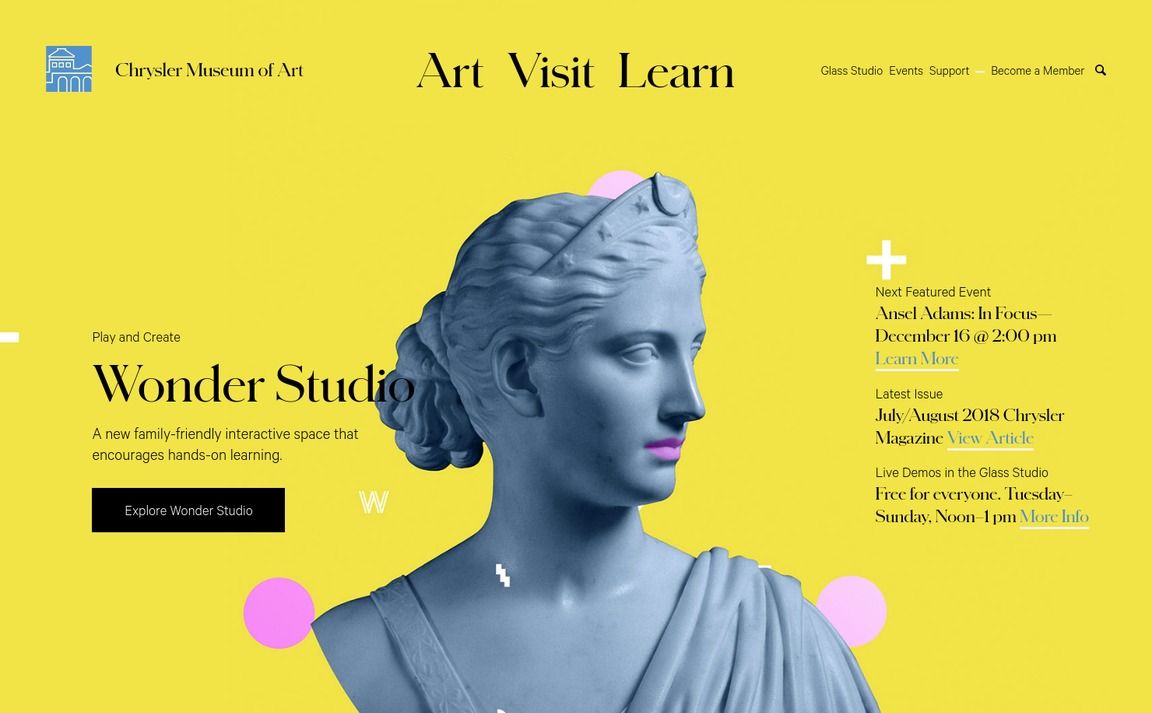 Chrysler Museum of Art
Art Visit Learn
Glass Studio Events Support — Become a Member
Play and Create
Wonder Studio
A new family-friendly interactive space that
encourages hands-on learning.
Explore Wonder Studio
W
Next Featured Event
Ansel Adams: In Focus—
December 16 @ 2:00 pm
Learn More
Latest Issue
July/August 2018 Chrysler
Magazine View Article
Live Demos in the Glass Studio
Free for everyone. Tuesday–
Sunday, Noon–1 pm More Info